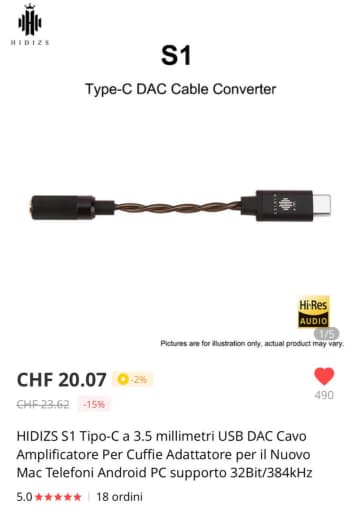 HIDIZS
S1
Type-C DAC Cable Converter
HIDIZS
Hi-Res
AUDIO
1/5
Pictures are for illustration only, actual product may vary.
CHF 20.07 -2%
CHF 23.62 -15%
490
HIDIZS S1 Tipo-C a 3.5 millimetri USB DAC Cavo
Amplificatore Per Cuffie Adattatore per il Nuovo
Mac Telefoni Android PC supporto 32Bit/384kHz
5.0 ★★★★★ | 18 ordini